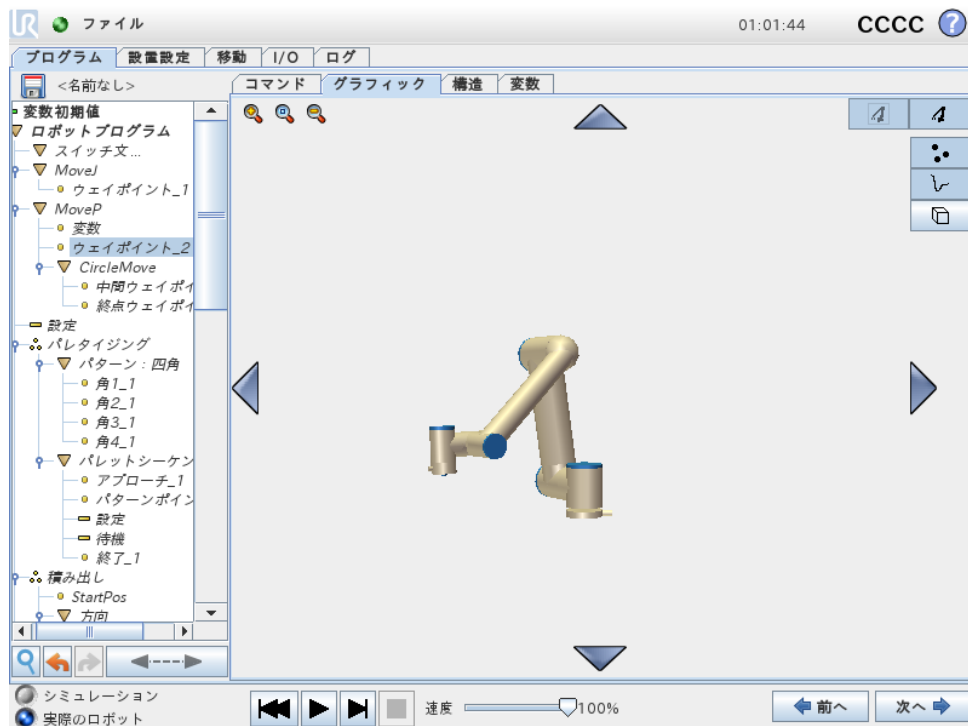 UR ファイル 01:01:44 CCCC ?
プログラム 設置設定 移動 I/O ログ
<名前なし> コマンド グラフィック 構造 変数
変数初期値
ロボットプログラム
スイッチ文...
MoveJ
ウェイポイント_1
MoveP
変数
ウェイポイント_2
CircleMove
中間ウェイポイ
終点ウェイポイ
設定
パレタイジング
パターン：四角
角1_1
角2_1
角3_1
角4_1
パレットシーケン
アプローチ_1
パターンポイン
設定
待機
終了_1
積み出し
StartPos
方向
シミュレーション
実際のロボット
速度 100% 前へ 次へ